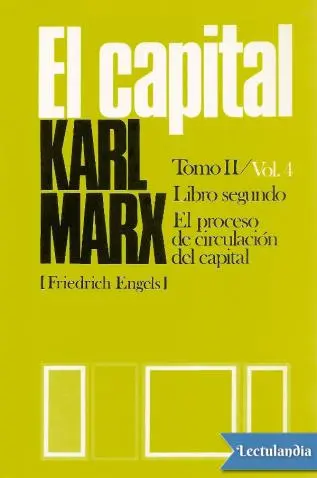 El capital
KARL
MARX
[Friedrich Engels]
Tomo II/Vol. 4
Libro segundo
El proceso
de circulación
del capital
Lectulandia